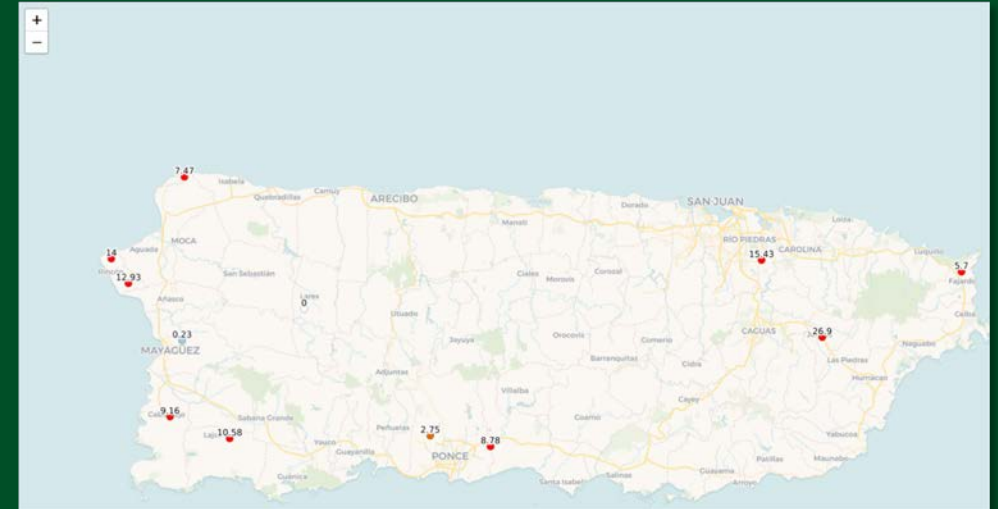 +
−
7.47
Isabela
Quebradillas
Camuy
ARECIBO
Dorado
SAN JUAN
Manatí
Loíza
RÍO PIEDRAS
MOCA
14
Aguada
15.43
CAROLINA
Luquillo
5.7
Rincón
12.93
San Sebastián
Ciales
Morovis
Corozal
Fajardo
Añasco
Lares
0
Utuado
Ceiba
0.23
MAYAGÜEZ
Jayuya
Orocovis
Comerío
CAGUAS
26.9
Naguabo
Barranquitas
Cidra
Las Piedras
Adjuntas
Humacao
Villalba
Cayey
9.16
Sabana Grande
Coamo
10.58
Peñuelas
2.75
8.78
Yabucoa
Yauco
Guayanilla
PONCE
Patillas
Maunabo
Guánica
Santa Isabel
Salinas
Guayama
Arroyo